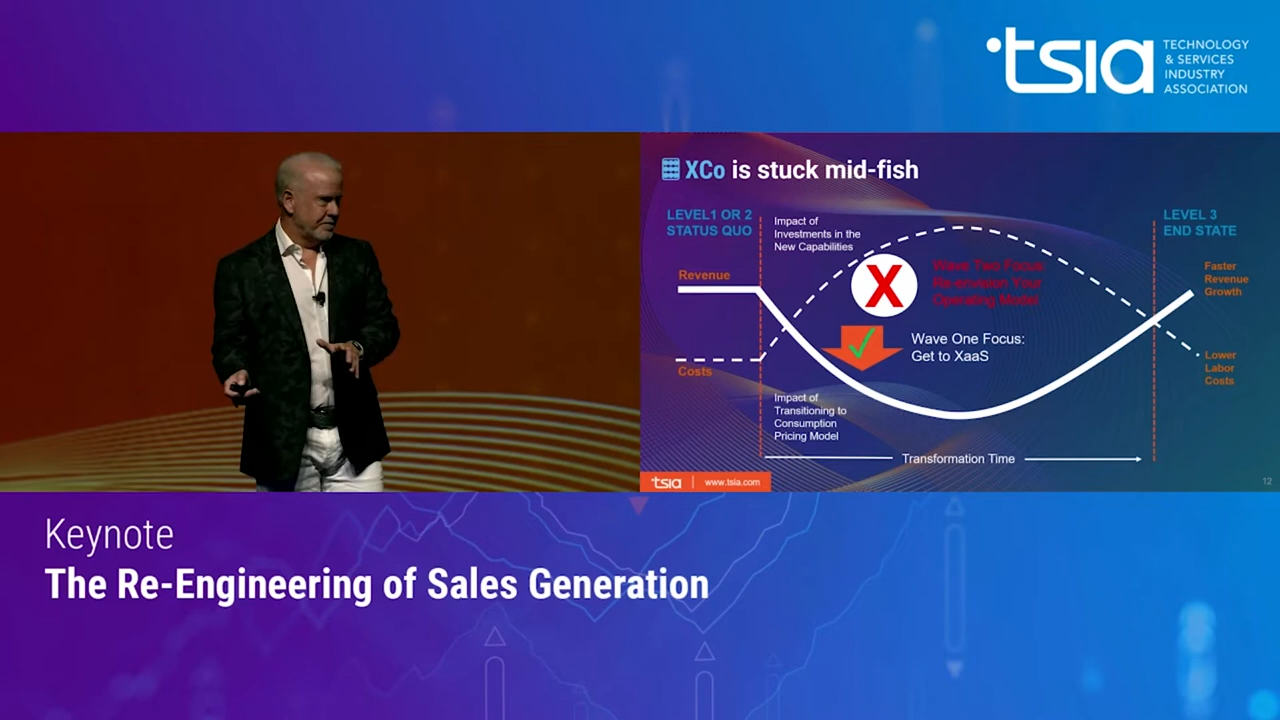 tsia
TECHNOLOGY
& SERVICES
INDUSTRY
ASSOCIATION
XCo is stuck mid-fish
LEVEL1 OR 2
STATUS QUO
Impact of
Investments in the
New Capabilities
LEVEL 3
END STATE
Revenue
X
Wave Two Focus:
Re-envision Your
Operating Model
Faster
Revenue
Growth
Wave One Focus:
Get to XaaS
Costs
Lower
Labor
Costs
Impact of
Transitioning to
Consumption
Pricing Model
Transformation Time
tsia
www.tsia.com
12
Keynote
The Re-Engineering of Sales Generation